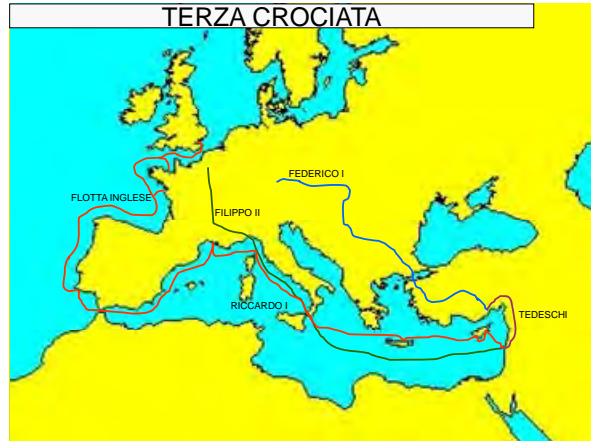 TERZA CROCIATA
FEDERICO I
FLOTTA INGLESE
FILIPPO II
RICCARDO I
TEDESCHI